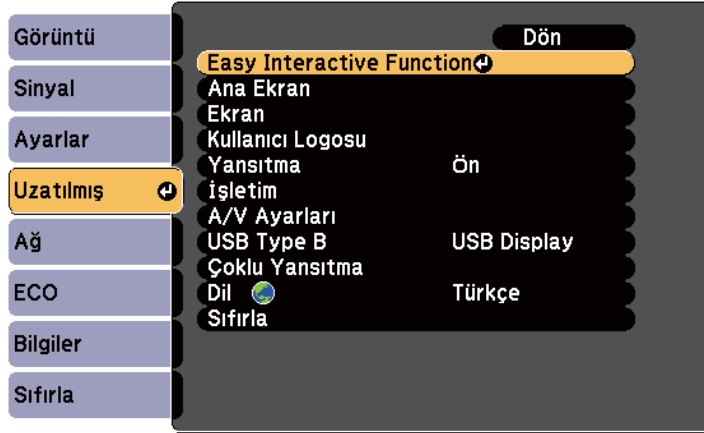 Görüntü
Sinyal
Ayarlar
Uzatılmış
Ağ
ECO
Bilgiler
Sıfırla
Dön
Easy Interactive Function
Ana Ekran
Ekran
Kullanıcı Logosu
Yansıtma Ön
İşletim
A/V Ayarları
USB Type B USB Display
Çoklu Yansıtma
Dil Türkçe
Sıfırla